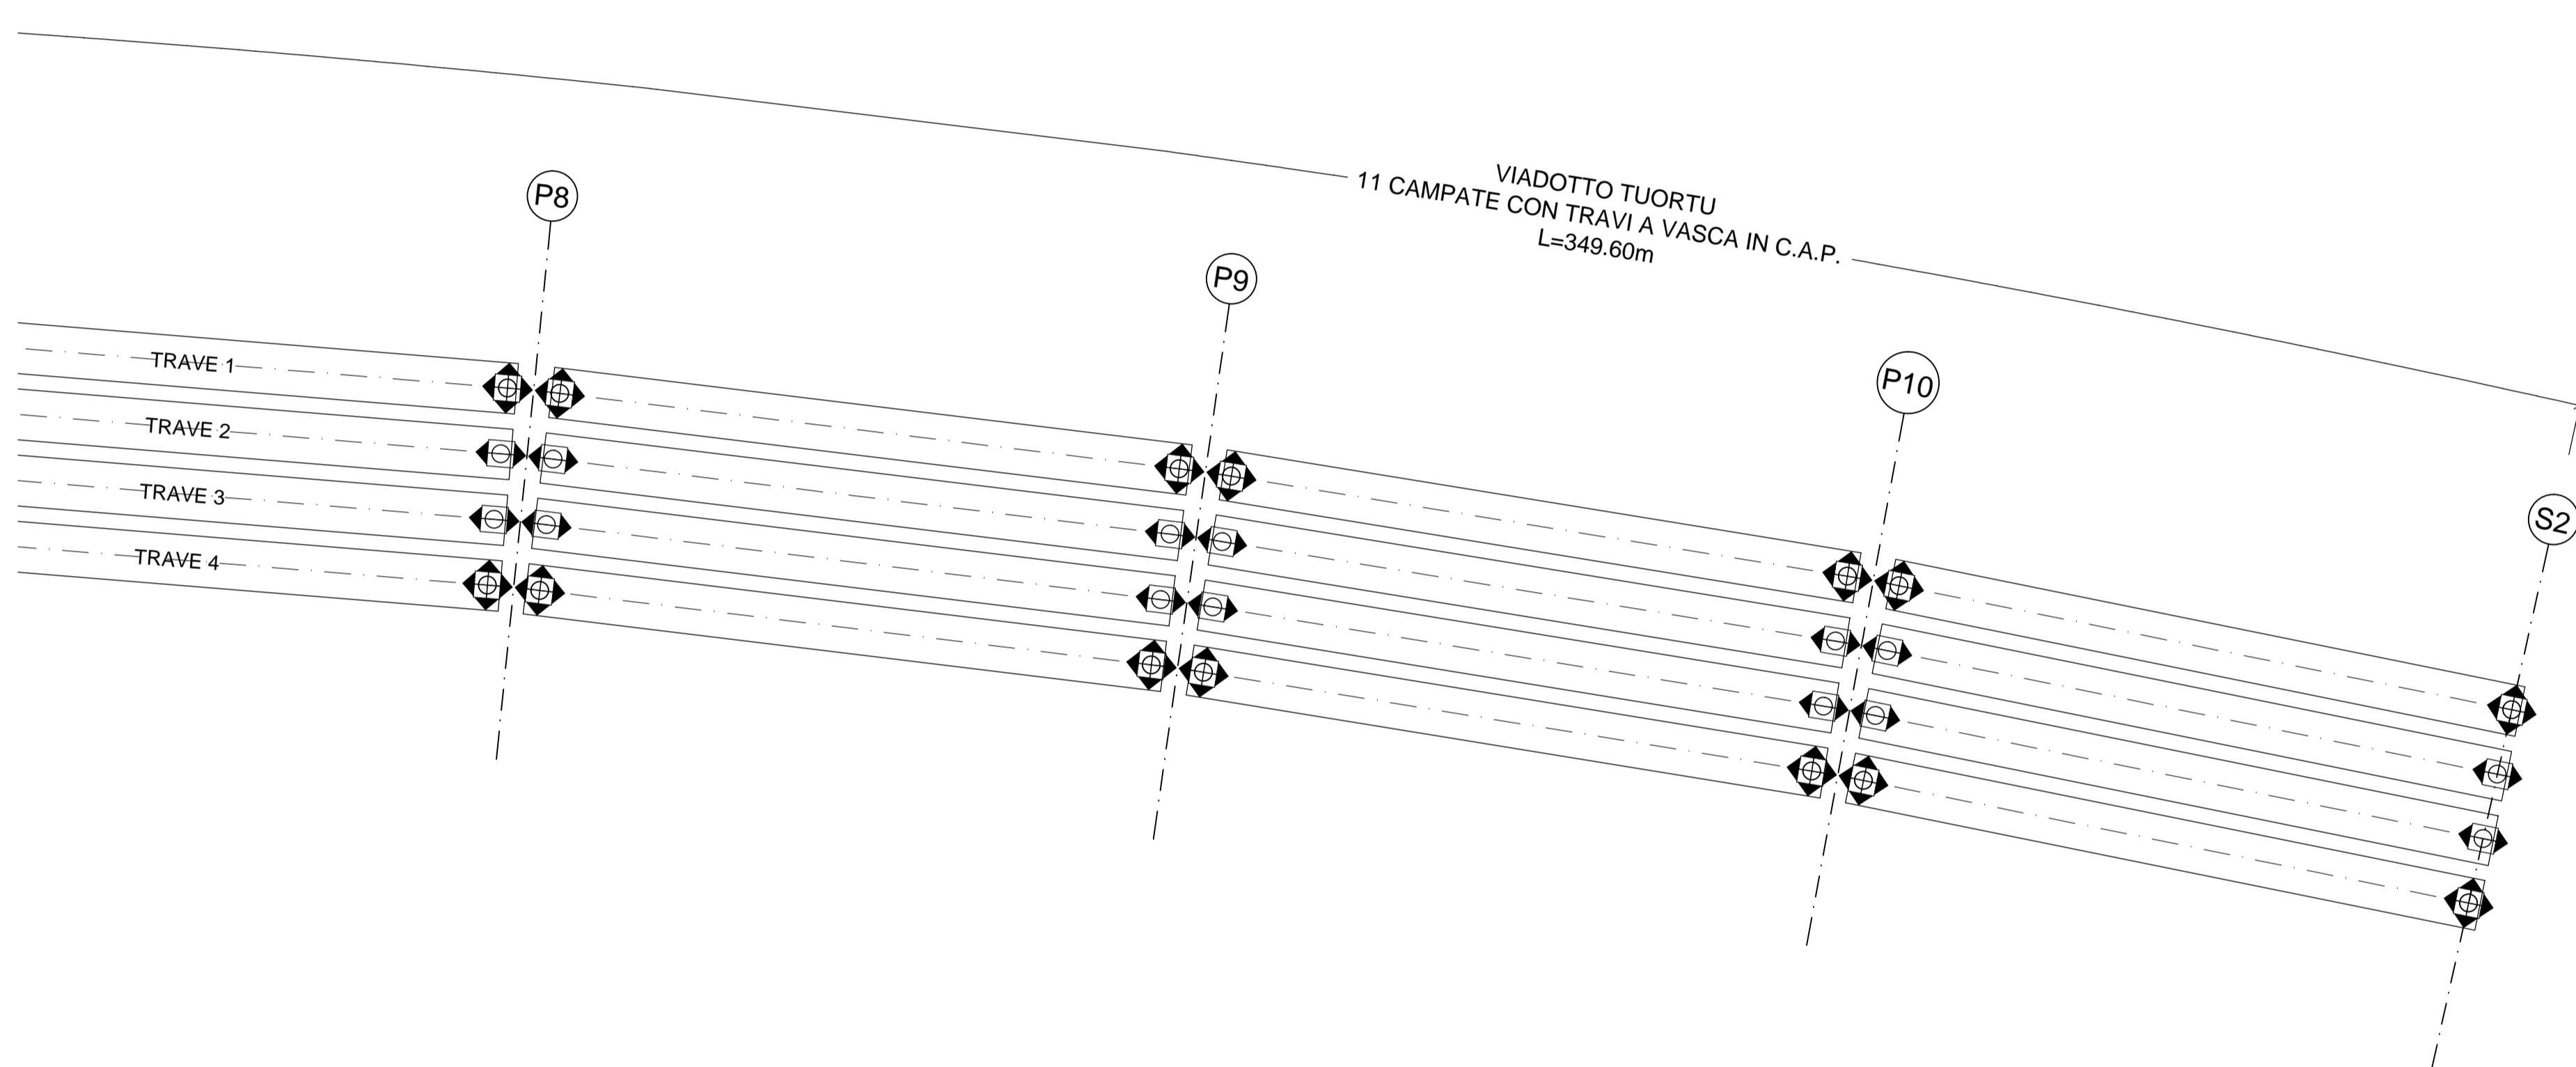 VIADOTTO TUORTU
11 CAMPATE CON TRAVI A VASCA IN C.A.P.
L=349.60m
P8
P9
P10
S2
TRAVE 1
TRAVE 2
TRAVE 3
TRAVE 4